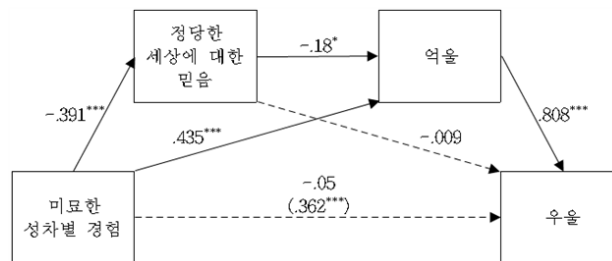 정당한
세상에 대한
믿음
-.18*
억울
-.391***
.435***
-.009
.808***
미묘한
성차별 경험
-.05
(.362***)
우울